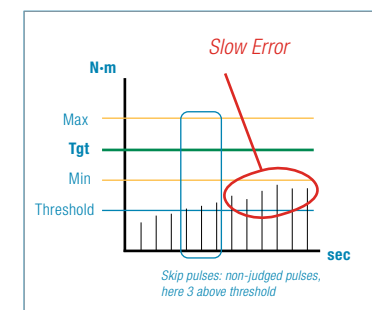 Slow Error
N•m
Max
Tgt
Min
Threshold
sec
Skip pulses: non-judged pulses,
here 3 above threshold